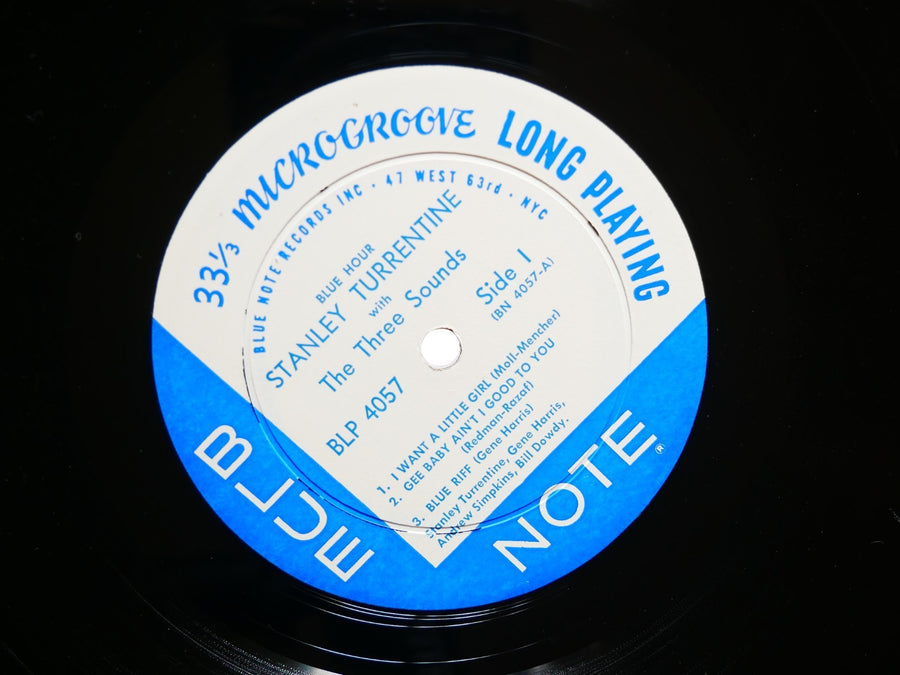 33⅓ MICROGROOVE LONG PLAYING
BLUE NOTE RECORDS INC · 47 WEST 63rd · NYC
BLUE HOUR
STANLEY TURRENTINE
with
The Three Sounds
Side 1
(BN 4057-A)
BLP 4057
1. I WANT A LITTLE GIRL (Moll-Mencher)
2. GEE BABY AIN'T I GOOD TO YOU
(Redman-Razaf)
3. BLUE RIFF (Gene Harris)
Stanley Turrentine, Gene Harris,
Andrew Simpkins, Bill Dowdy.
BLUE NOTE ®